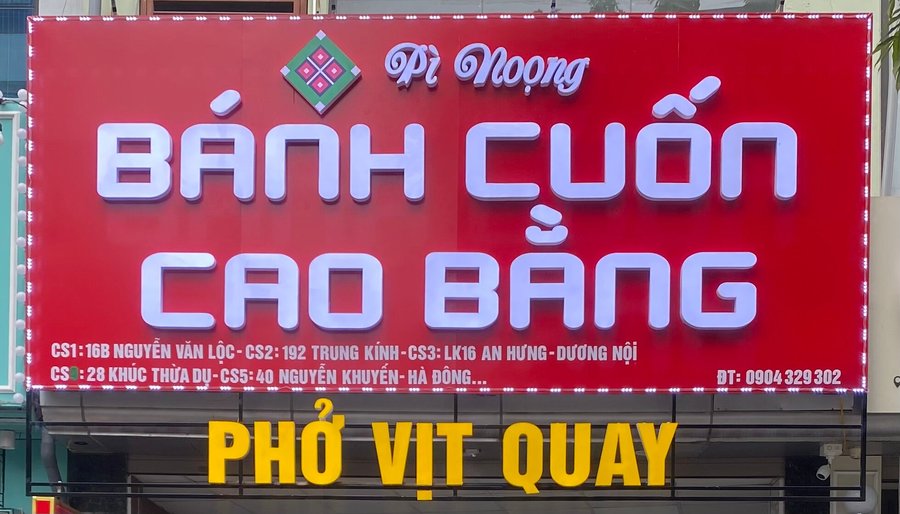 Pì Noọng
BÁNH CUỐN
CAO BẰNG
CS1: 16B NGUYỄN VĂN LỘC - CS2: 192 TRUNG KÍNH - CS3: LK16 AN HƯNG - DƯƠNG NỘI
CS9: 28 KHÚC THỪA DỤ - CS5: 40 NGUYỄN KHUYẾN - HÀ ĐÔNG...
ĐT: 0904 329 302
PHỞ VỊT QUAY